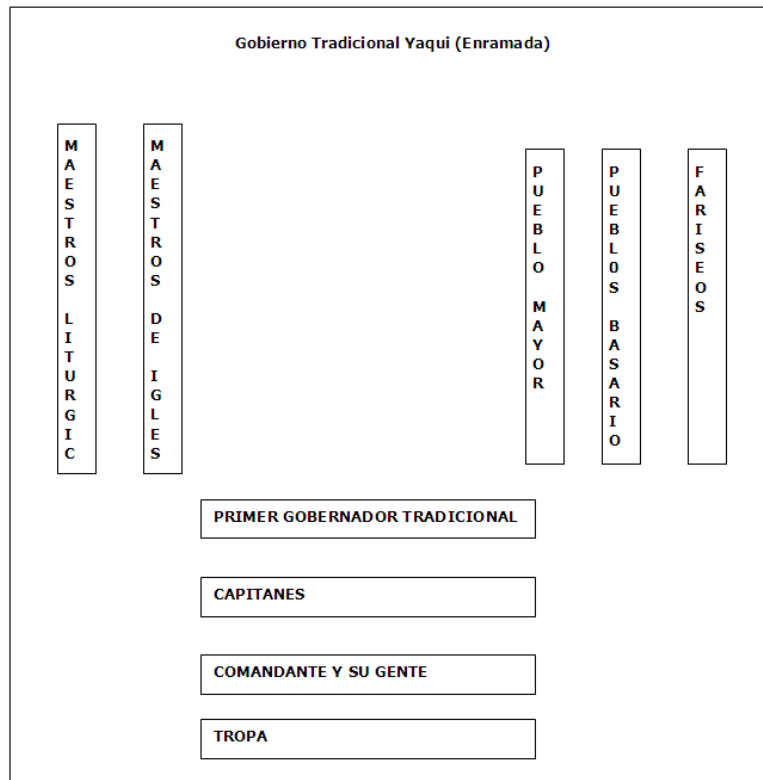 Gobierno Tradicional Yaqui (Enramada)
MAESTROS LITURGIC
MAESTROS DE IGLES
PUEBLO MAYOR
PUEBL0S BASARIO
FARISEOS
PRIMER GOBERNADOR TRADICIONAL
CAPITANES
COMANDANTE Y SU GENTE
TROPA